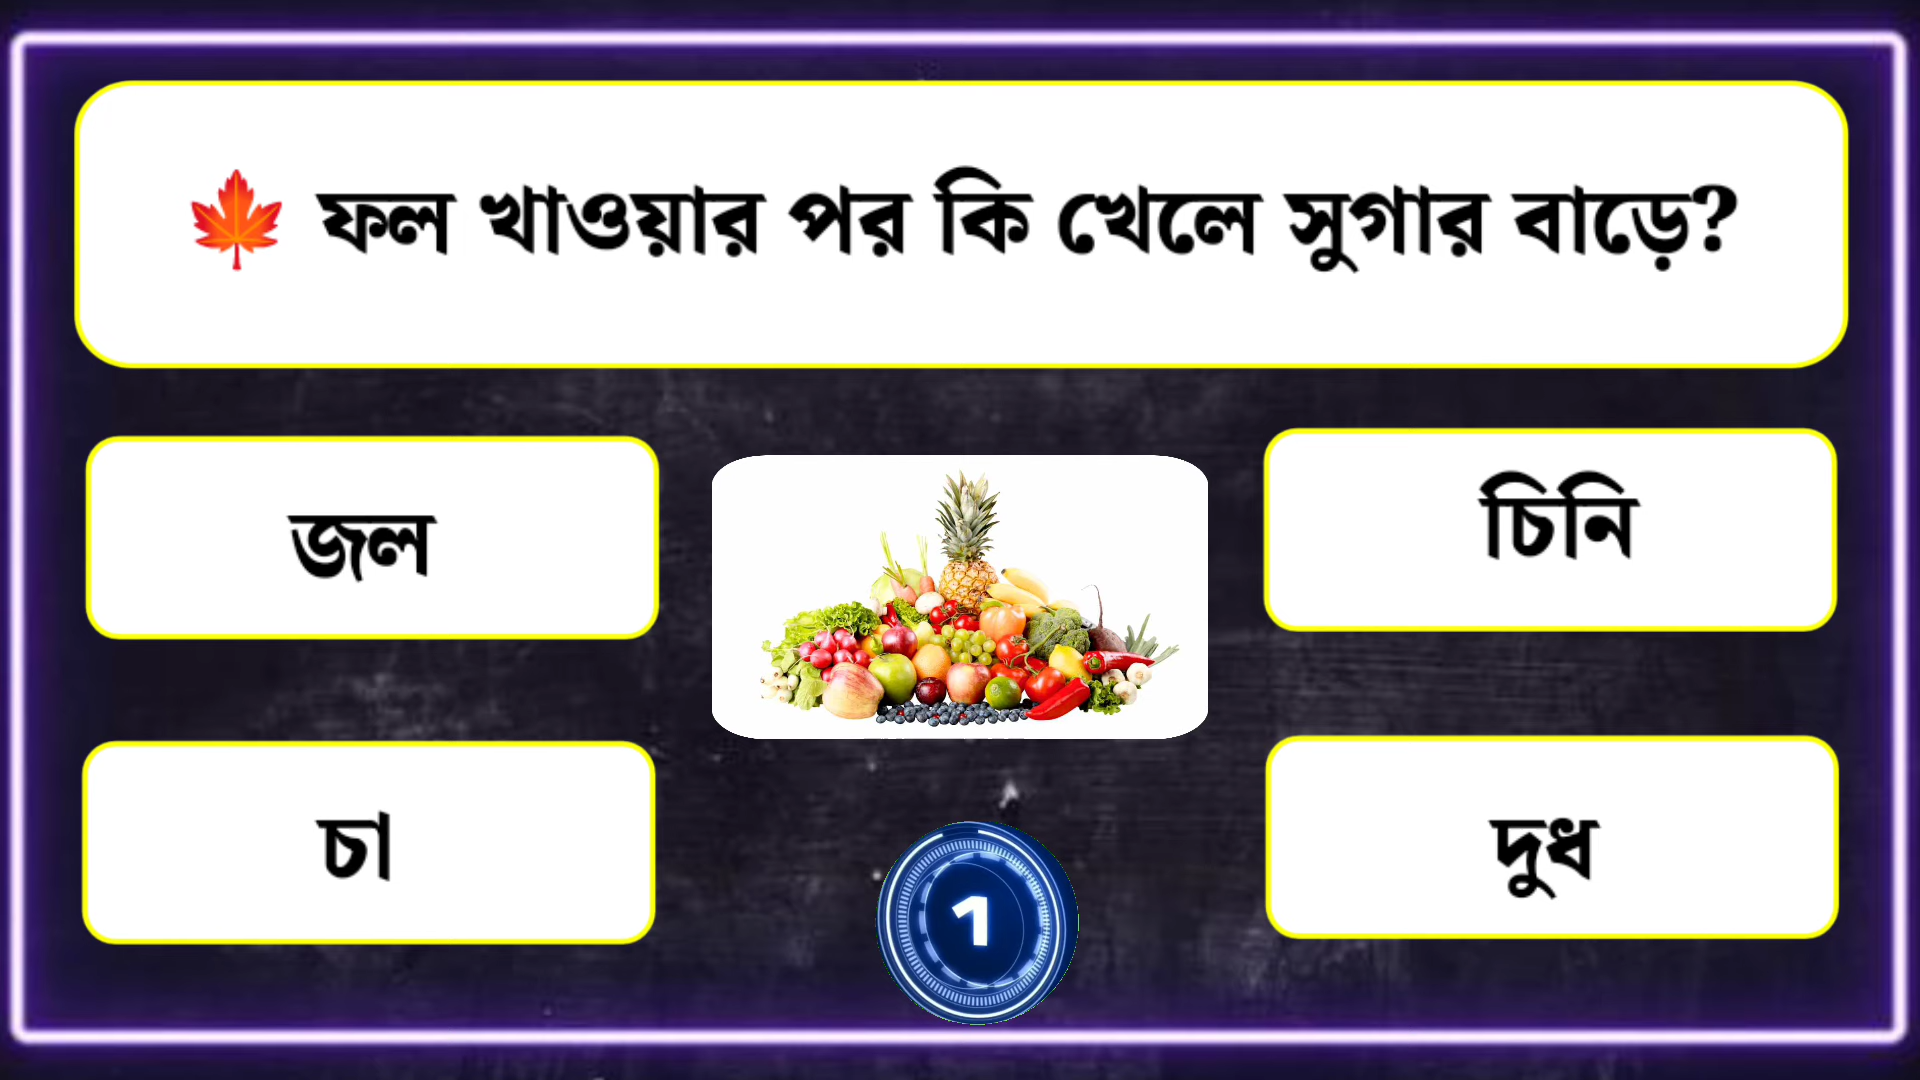 🍁 ফল খাওয়ার পর কি খেলে সুগার বাড়ে?
জল
চিনি
চা
দুধ
1